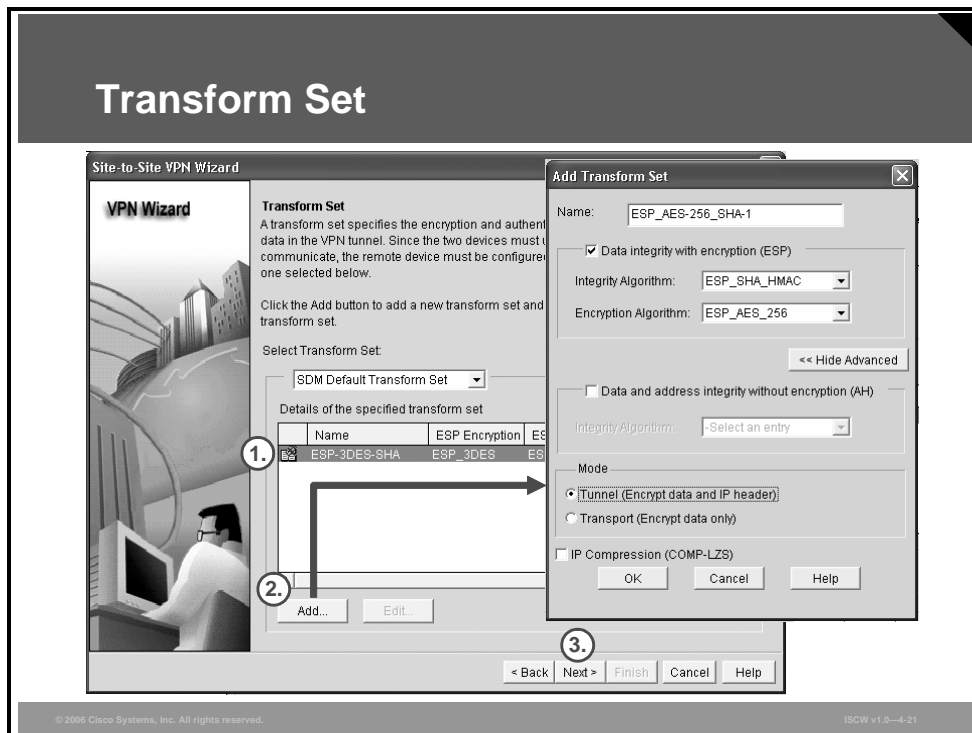 Transform Set
Site-to-Site VPN Wizard
VPN Wizard
Transform Set
A transform set specifies the encryption and
data in the VPN tunnel. Since the two devices must
communicate, the remote device must be
one selected below.
Click the Add button to add a new transform set and
transform set.
Select Transform Set:
SDM Default Transform Set
Details of the specified transform set
Name ESP Encryption ES
1.
ESP-3DES-SHA ESP_3DES ES
2.
Add... Edit...
3.
< Back Next > Finish Cancel Help
Add Transform Set
Name: ESP_AES-256_SHA-1
Data integrity with encryption (ESP)
Integrity Algorithm: ESP_SHA_HMAC
Encryption Algorithm: ESP_AES_256
<< Hide Advanced
Data and address integrity without encryption (AH)
Integrity Algorithm: -Select an entry
Mode
Tunnel (Encrypt data and IP header)
Transport (Encrypt data only)
IP Compression (COMP-LZS)
OK Cancel Help
© 2006 Cisco Systems, Inc. All rights reserved. ISCW v1.0—4-21